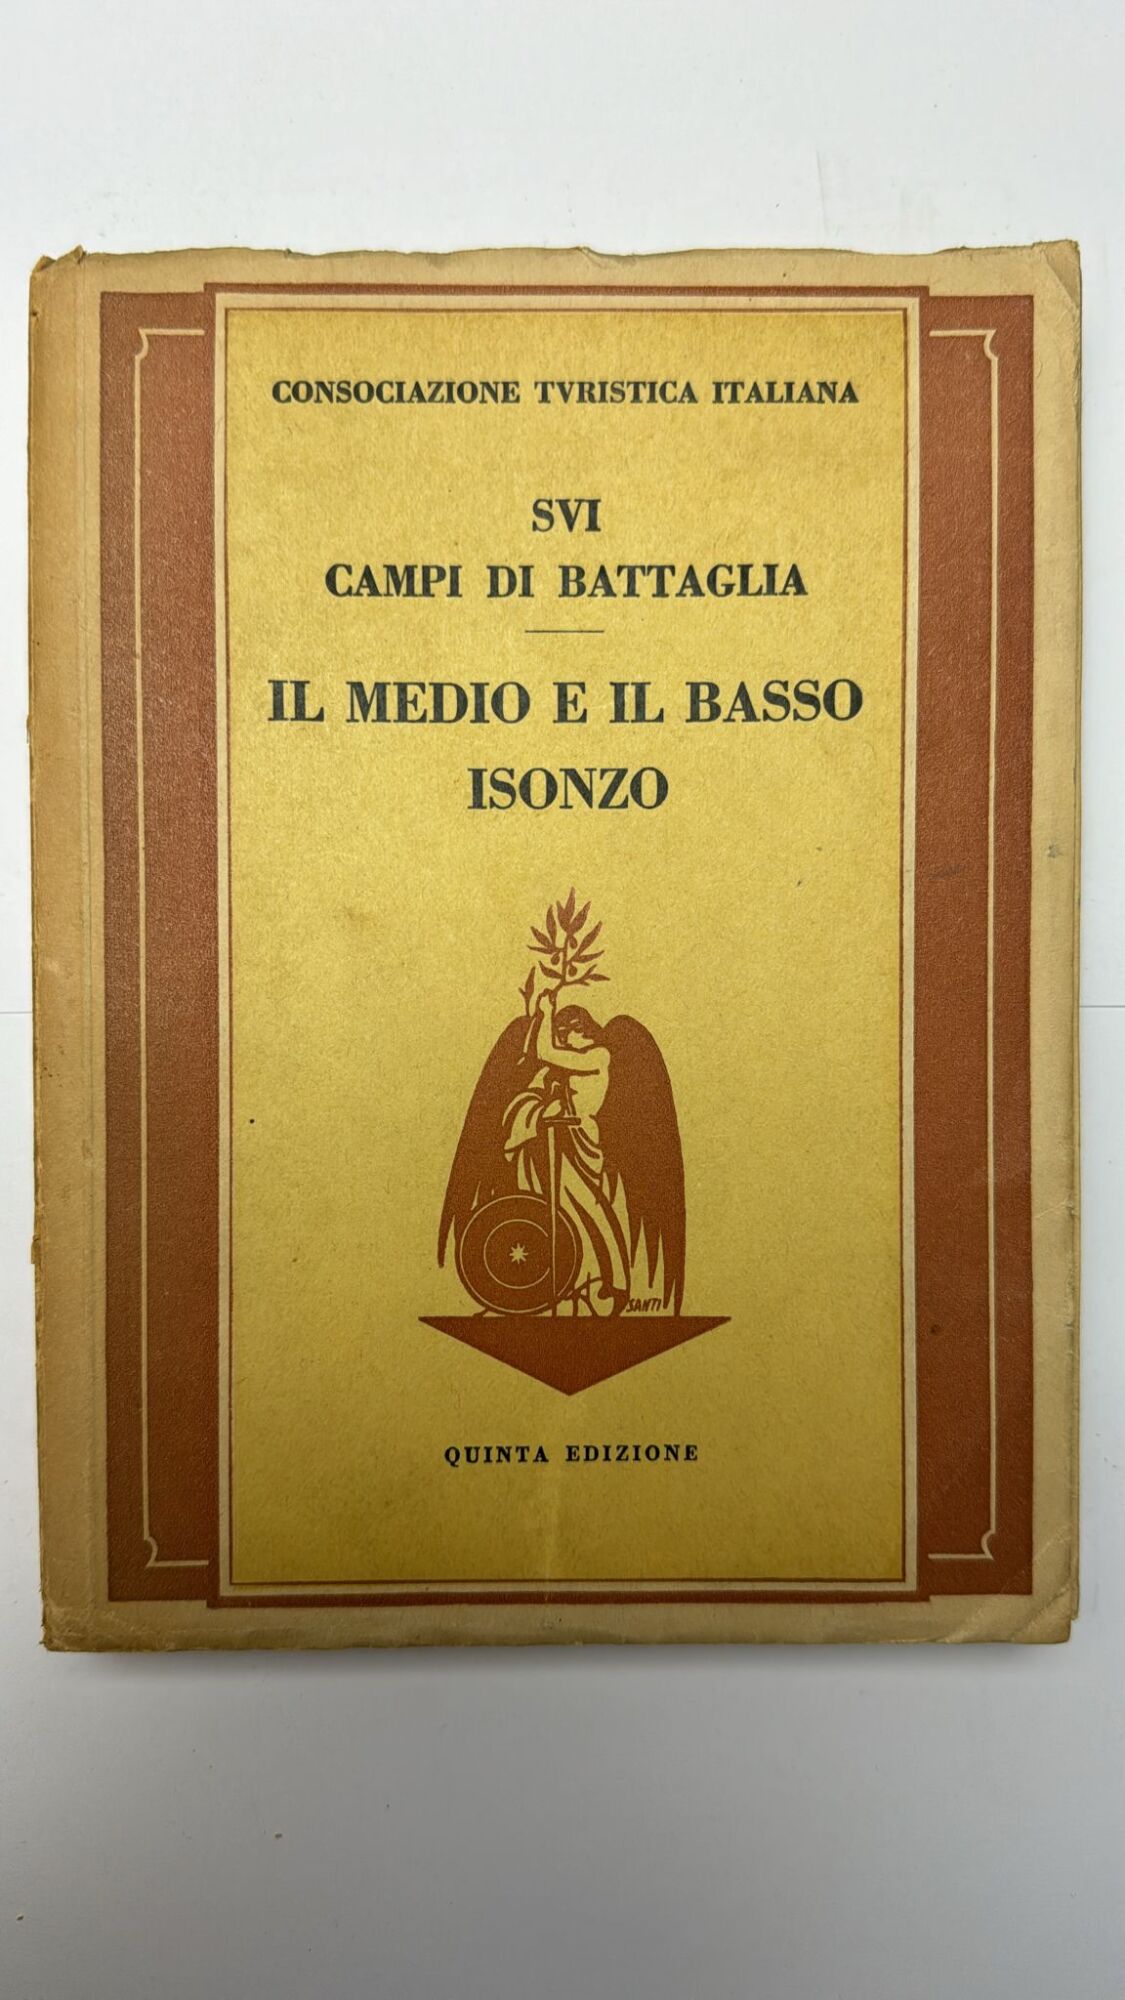 CONSOCIAZIONE TVRISTICA ITALIANA
SVI
CAMPI DI BATTAGLIA
IL MEDIO E IL BASSO
ISONZO
SANTI
QUINTA EDIZIONE